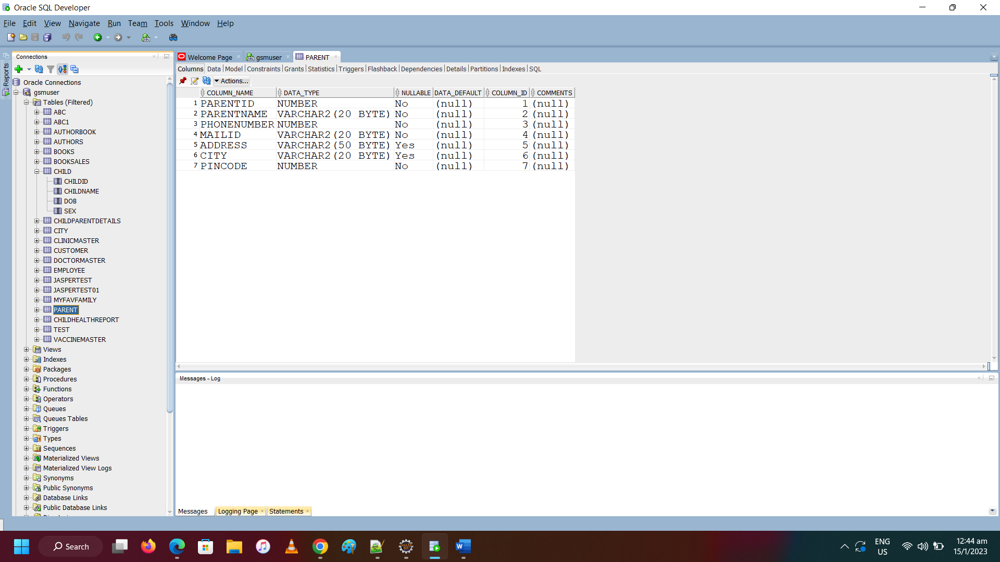 Oracle SQL Developer
File Edit View Navigate Run Team Tools Window Help
Reports
Connections
Oracle Connections
gsmuser
Tables (Filtered)
ABC
ABC1
AUTHORBOOK
AUTHORS
BOOKS
BOOKSALES
CHILD
CHILDID
CHILDNAME
DOB
SEX
CHILDPARENTDETAILS
CITY
CLINICMASTER
CUSTOMER
DOCTORMASTER
EMPLOYEE
JASPERTEST
JASPERTEST01
MYFAVFAMILY
PARENT
CHILDHEALTHREPORT
TEST
VACCINEMASTER
Views
Indexes
Packages
Procedures
Functions
Operators
Queues
Queues Tables
Triggers
Types
Sequences
Materialized Views
Materialized View Logs
Synonyms
Public Synonyms
Database Links
Public Database Links
Welcome Page gsmuser PARENT
Columns Data Model Constraints Grants Statistics Triggers Flashback Dependencies Details Partitions Indexes SQL
Actions...
COLUMN_NAME DATA_TYPE NULLABLE DATA_DEFAULT COLUMN_ID COMMENTS
1 PARENTID NUMBER No (null) 1 (null)
2 PARENTNAME VARCHAR2(20 BYTE) No (null) 2 (null)
3 PHONENUMBER NUMBER No (null) 3 (null)
4 MAILID VARCHAR2(20 BYTE) No (null) 4 (null)
5 ADDRESS VARCHAR2(50 BYTE) Yes (null) 5 (null)
6 CITY VARCHAR2(20 BYTE) Yes (null) 6 (null)
7 PINCODE NUMBER No (null) 7 (null)
Messages - Log
Messages Logging Page Statements
Search
ENG
US
12:44 am
15/1/2023